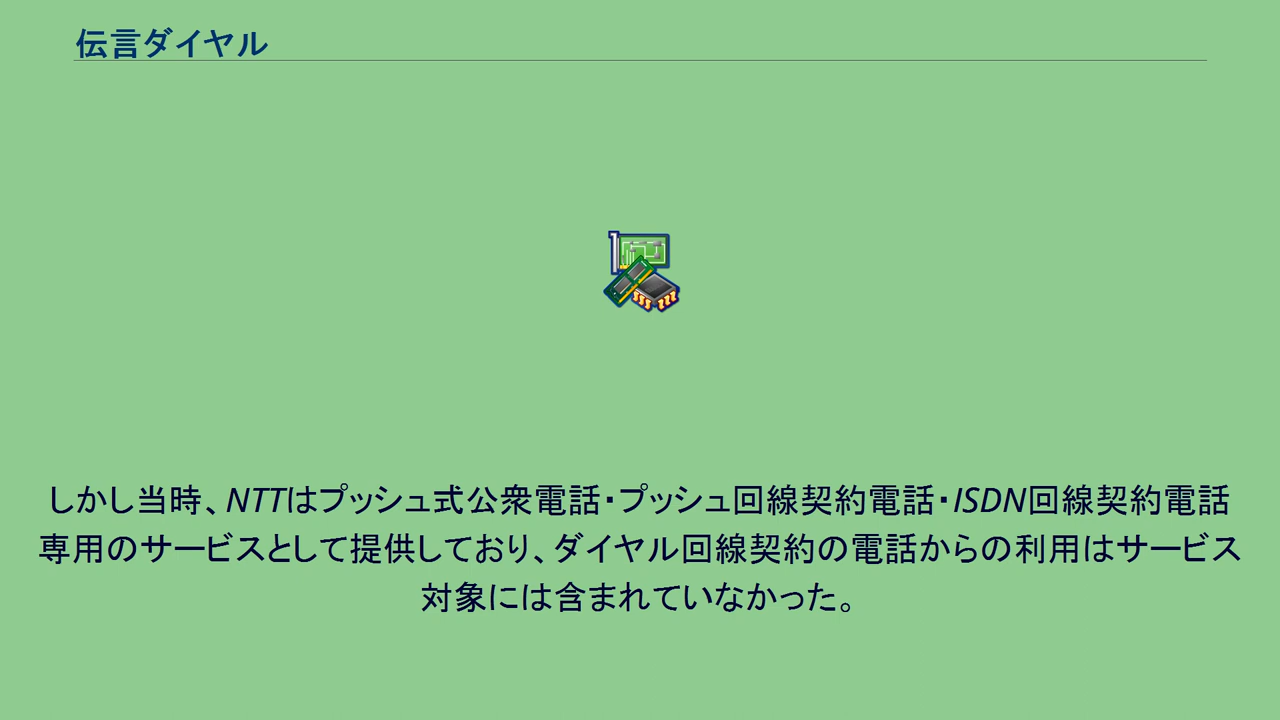 伝言ダイヤル
しかし当時、NTTはプッシュ式公衆電話・プッシュ回線契約電話・ISDN回線契約電話
専用のサービスとして提供しており、ダイヤル回線契約の電話からの利用はサービス
対象には含まれていなかった。